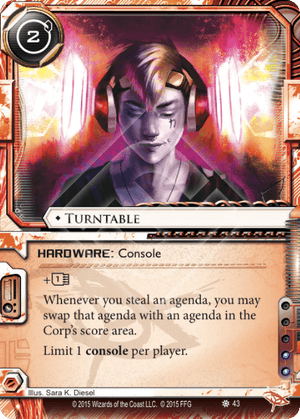 2
♦ TURNTABLE
HARDWARE: Console
+1
Whenever you steal an agenda, you may
swap that agenda with an agenda in the
Corp's score area.
Limit 1 console per player.
Illus. Sara K. Diesel
© 2015 Wizards of the Coast LLC. © 2015 FFG
43